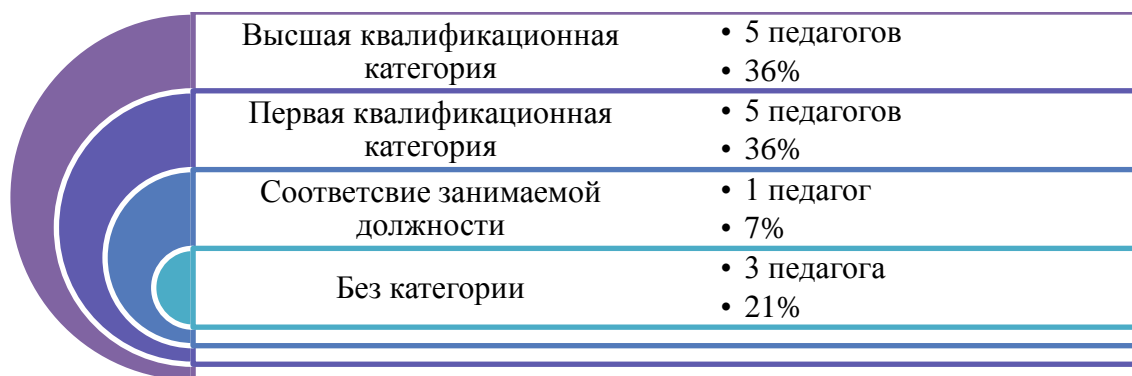 Высшая квалификационная
категория
• 5 педагогов
• 36%
Первая квалификационная
категория
• 5 педагогов
• 36%
Соответсвие занимаемой
должности
• 1 педагог
• 7%
Без категории
• 3 педагога
• 21%